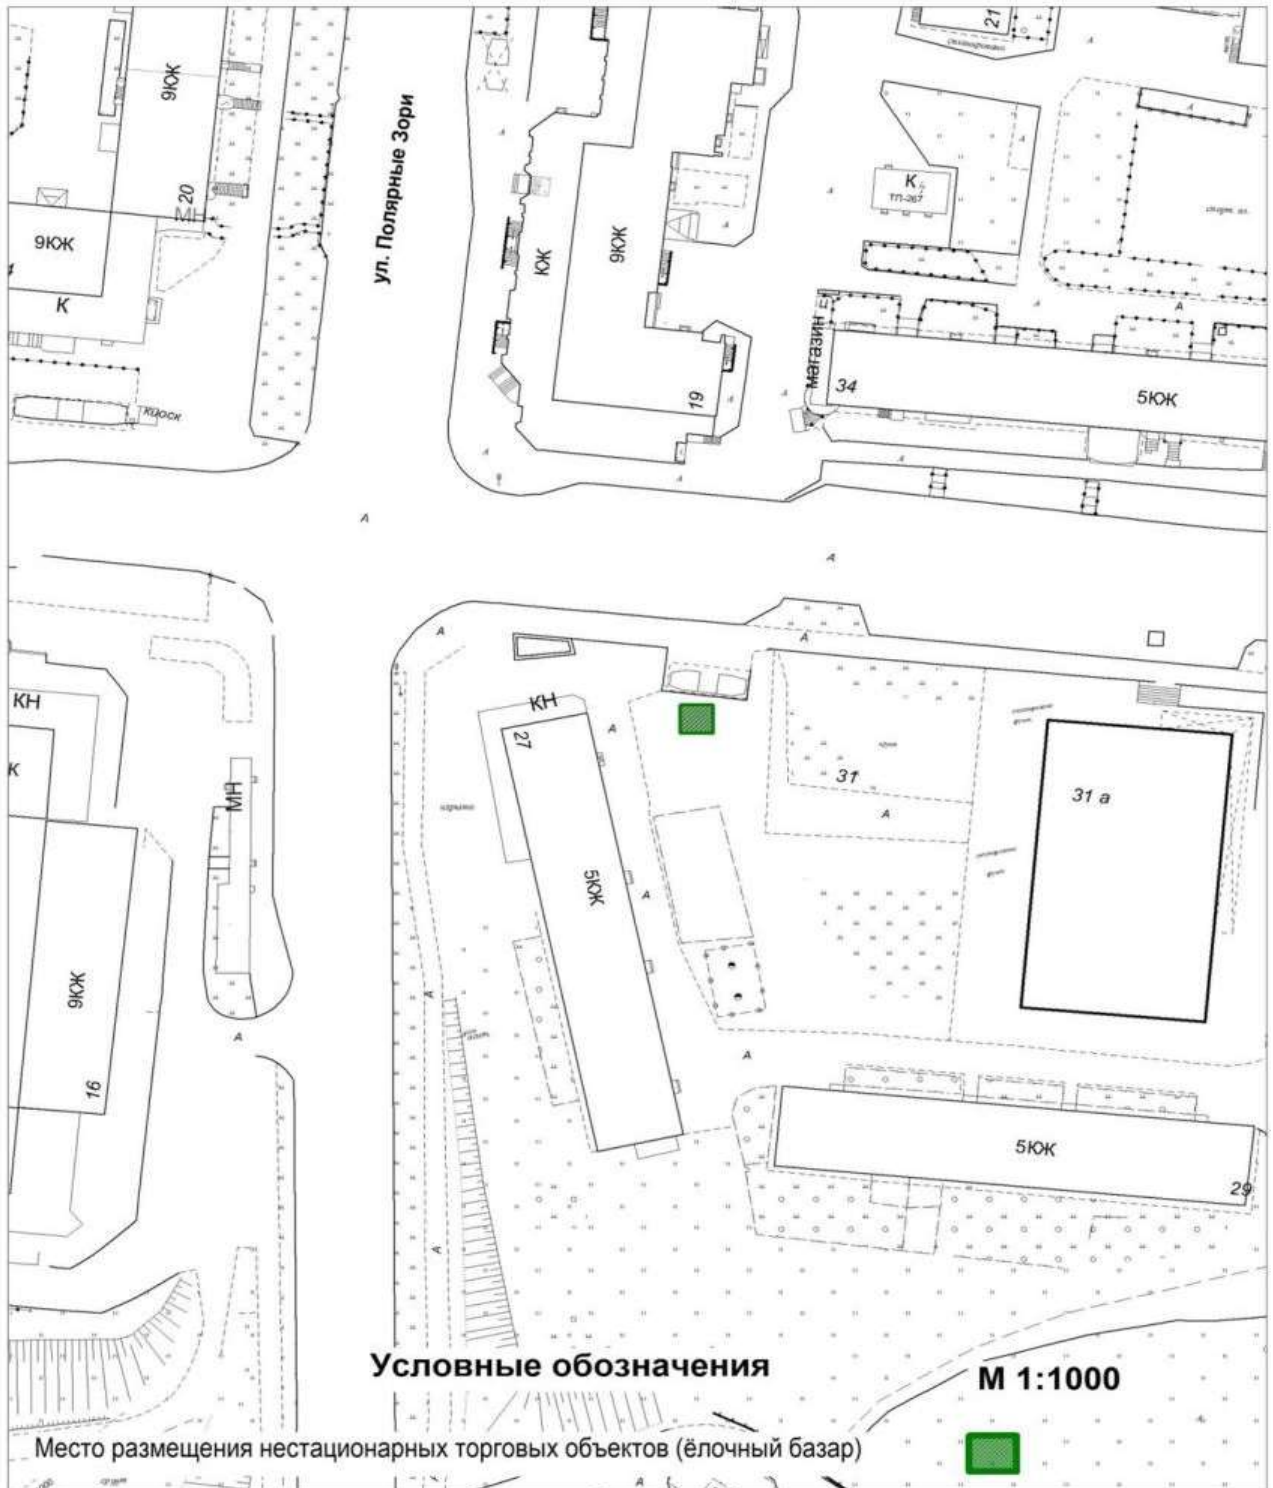 21
9КЖ
ул. Полярные Зори
20
МН
К
ТП-267
9КЖ
К
КЖ
9КЖ
магазин
34
5КЖ
19
киоск
А
А
А
А
КН
КН
27
А
31
31 а
А
К
МН
5КЖ
А
9КЖ
А
А
А
16
5КЖ
29
А
Условные обозначения
М 1:1000
Место размещения нестационарных торговых объектов (ёлочный базар)